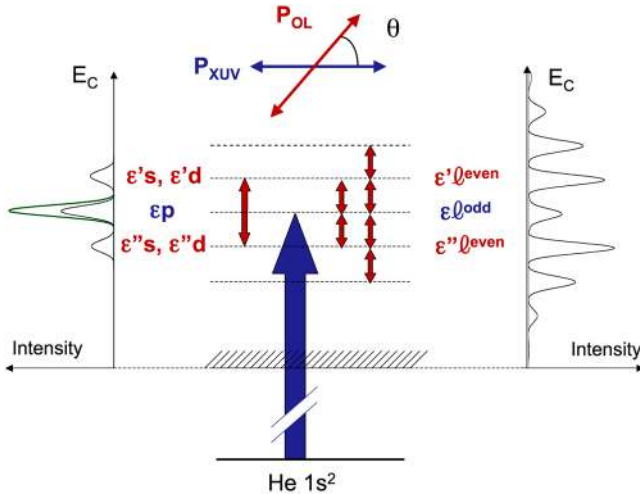 P_OL
θ
P_XUV
E_C
E_C
ε's, ε'd
ε'ℓ^even
εp
εℓ^odd
ε"s, ε"d
ε"ℓ^even
Intensity
Intensity
He 1s²